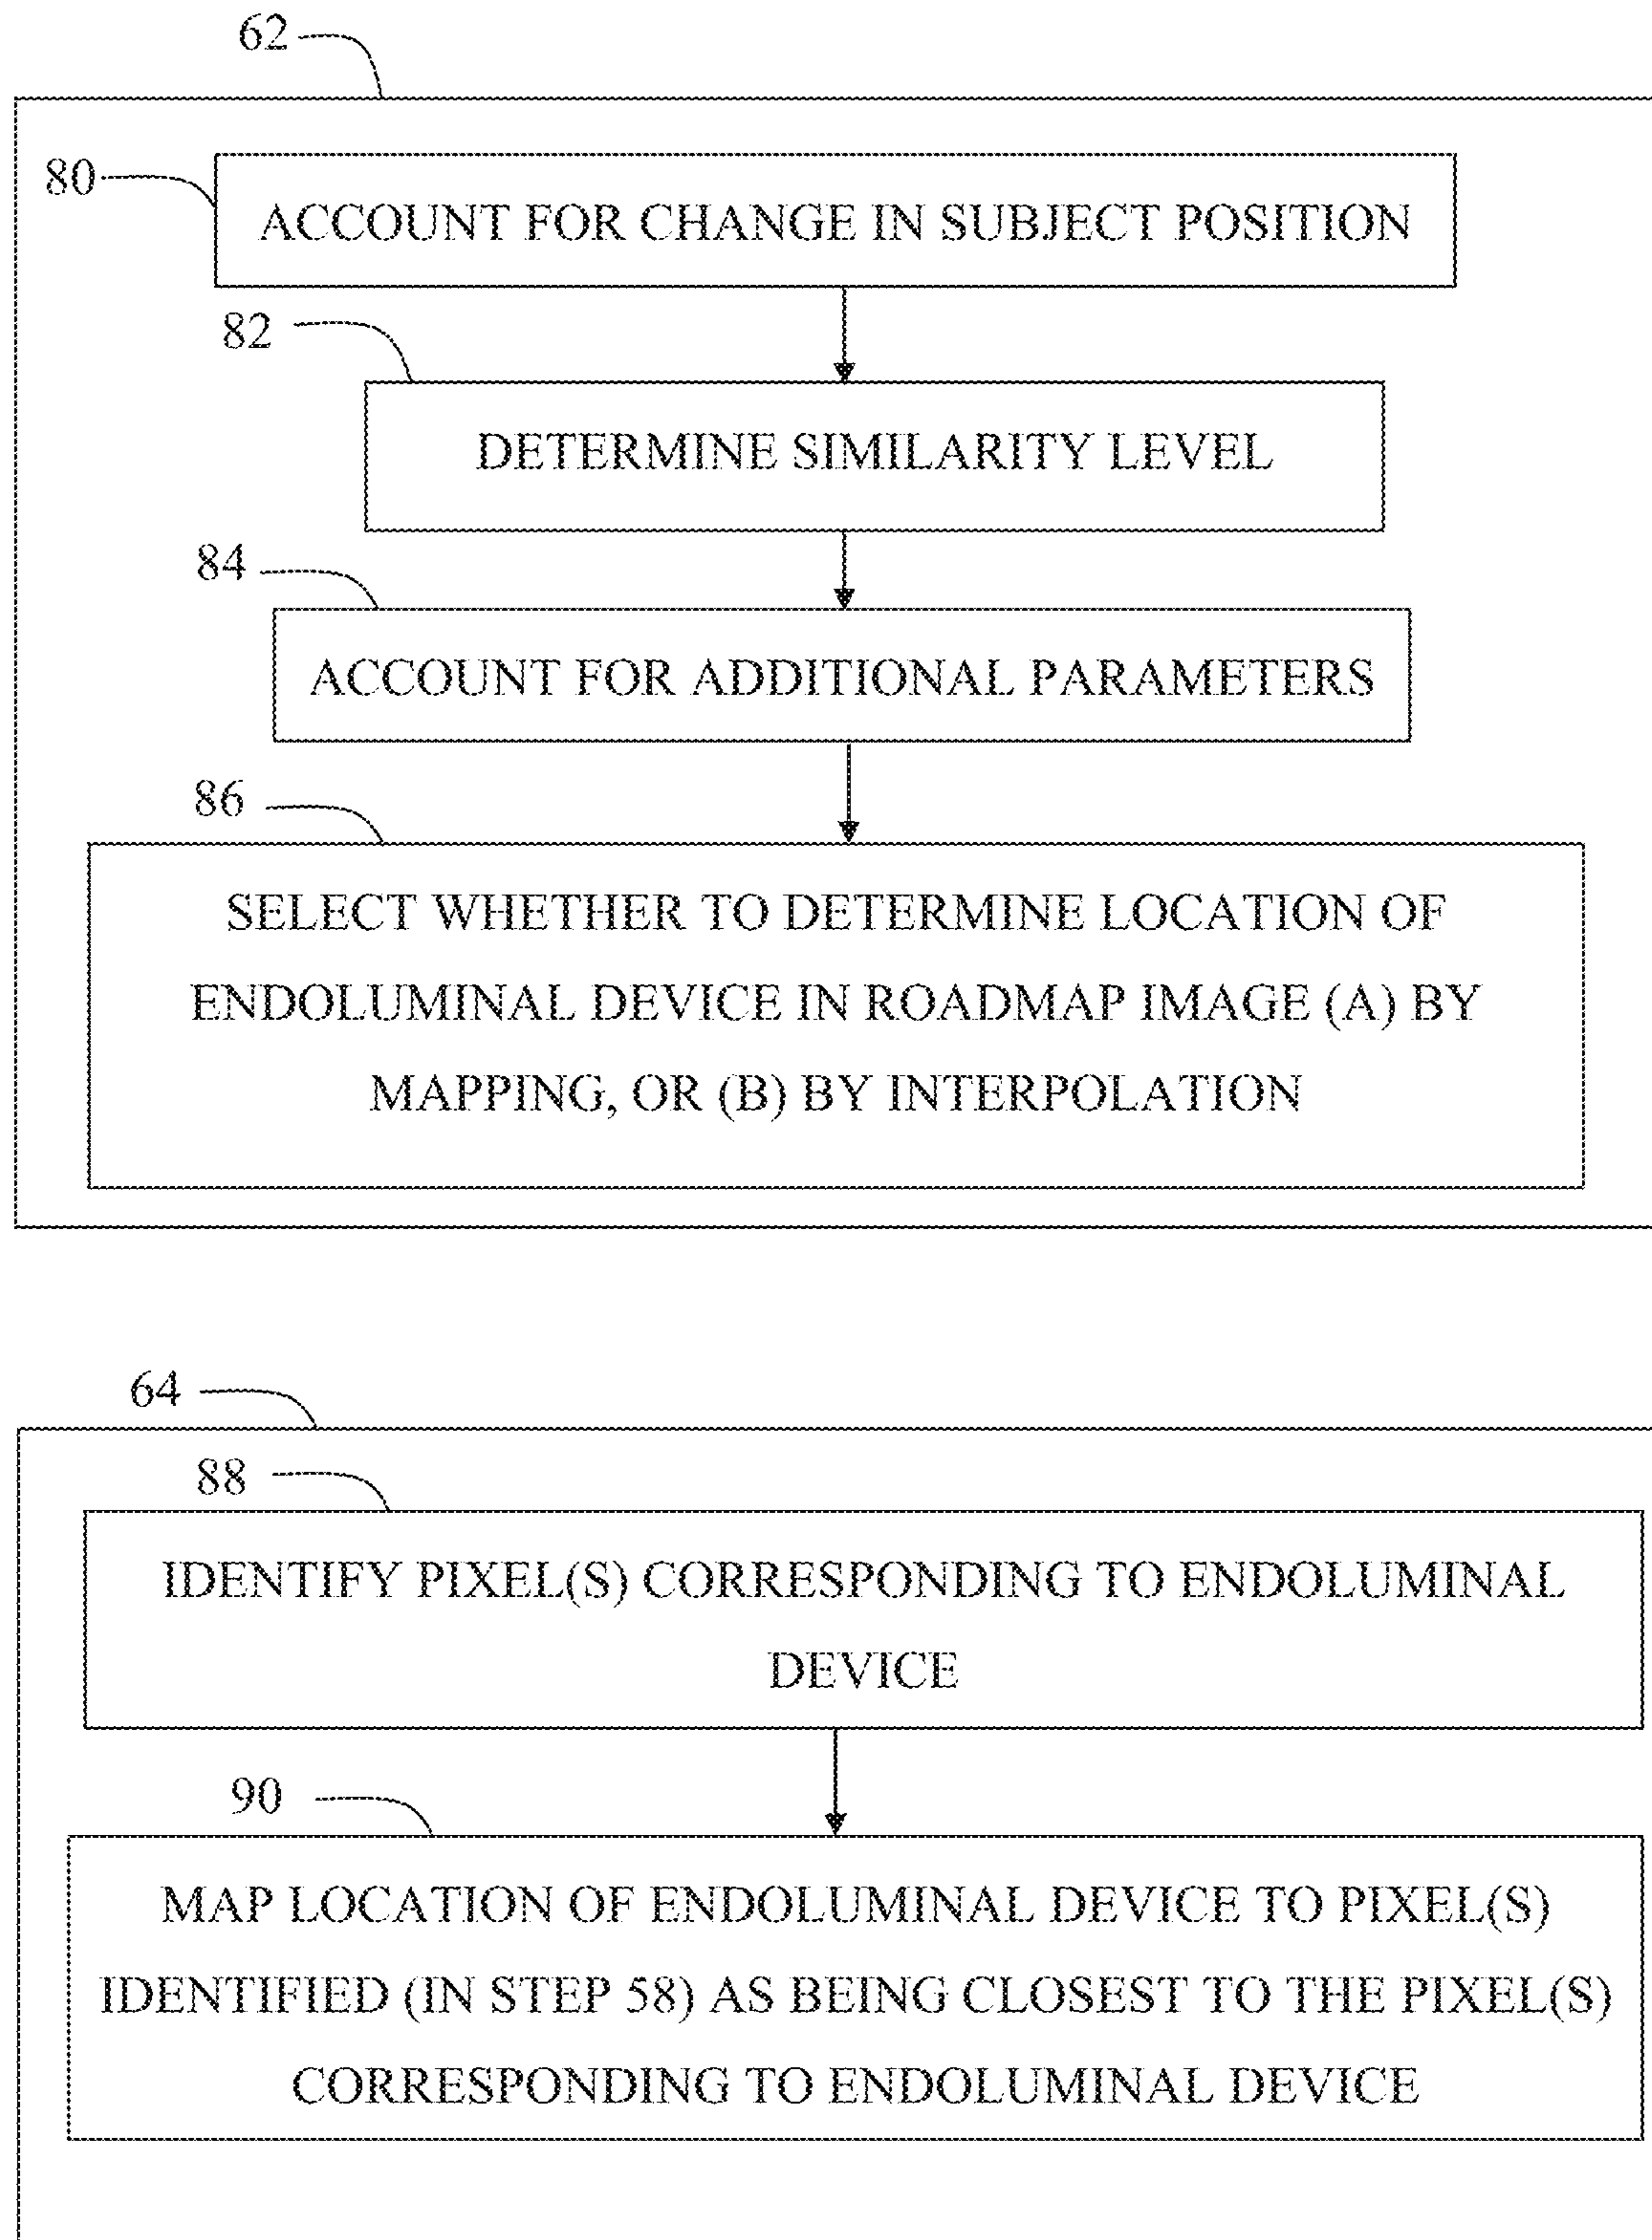 62
80
ACCOUNT FOR CHANGE IN SUBJECT POSITION
82
DETERMINE SIMILARITY LEVEL
84
ACCOUNT FOR ADDITIONAL PARAMETERS
86
SELECT WHETHER TO DETERMINE LOCATION OF
ENDOLUMINAL DEVICE IN ROADMAP IMAGE (A) BY
MAPPING, OR (B) BY INTERPOLATION
64
88
IDENTIFY PIXEL(S) CORRESPONDING TO ENDOLUMINAL
DEVICE
90
MAP LOCATION OF ENDOLUMINAL DEVICE TO PIXEL(S)
IDENTIFIED (IN STEP 58) AS BEING CLOSEST TO THE PIXEL(S)
CORRESPONDING TO ENDOLUMINAL DEVICE